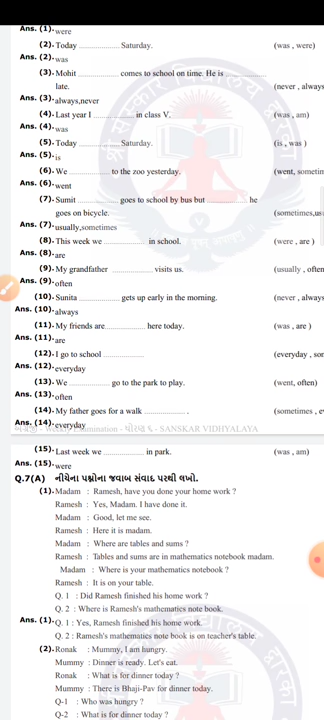 Ans. (1). were
(2). Today .................. Saturday. (was , were )
Ans. (2). was
(3). Mohit .................. comes to school on time. He is ..................
late. (never , always
Ans. (3). always,never
(4). Last year I .................. in class V. (was , am)
Ans. (4). was
(5). Today .................. Saturday. (is , was )
Ans. (5). is
(6). We .................. to the zoo yesterday. (went, sometim
Ans. (6). went
(7). Sumit .................. goes to school by bus but .................. he
goes on bicycle. (sometimes,us
Ans. (7). usually,sometimes
(8). This week we .................. in school. (were , are )
Ans. (8). are
(9). My grandfather .................. visits us. (usually , often
Ans. (9). often
(10). Sunita .................. gets up early in the morning. (never , always
Ans. (10). always
(11). My friends are.................. here today. (was , are )
Ans. (11). are
(12). I go to school .................. (everyday , som
Ans. (12). everyday
(13). We .................. go to the park to play. (went, often)
Ans. (13). often
(14). My father goes for a walk .................. . (sometimes , e
Ans. (14). everyday
Weekly Examination - ધોરણ ૬ - SANSKAR VIDHYALAYA
(15). Last week we .................. in park. (was , am)
Ans. (15). were
Q.7(A) નીચેના પ્રશ્નોના જવાબ સંવાદ પરથી લખો.
(1). Madam : Ramesh, have you done your home work ?
Ramesh : Yes, Madam. I have done it.
Madam : Good, let me see.
Ramesh : Here it is madam.
Madam : Where are tables and sums ?
Ramesh : Tables and sums are in mathematics notebook madam.
Madam : Where is your mathematics notebook ?
Ramesh : It is on your table.
Q. 1 : Did Ramesh finished his home work ?
Q. 2 : Where is Ramesh's mathematics note book.
Ans. (1). Q. 1 : Yes, Ramesh finished his home work.
Q. 2 : Ramesh's mathematics note book is on teacher's table.
(2). Ronak : Mummy, I am hungry.
Mummy : Dinner is ready. Let's eat.
Ronak : What is for dinner today ?
Mummy : There is Bhaji-Pav for dinner today.
Q-1 : Who was hungry ?
Q-2 : What is for dinner today ?